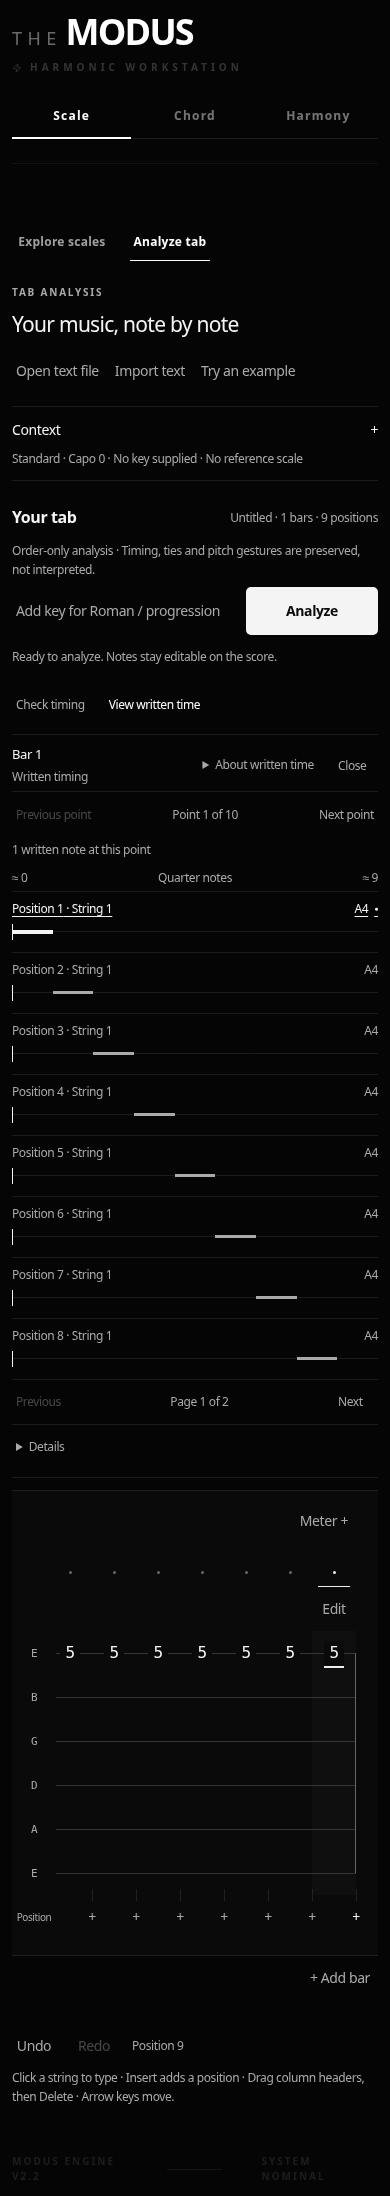 THE MODUS
HARMONIC WORKSTATION
Scale Chord Harmony
Explore scales Analyze tab
TAB ANALYSIS
Your music, note by note
Open text file Import text Try an example
Context +
Standard · Capo 0 · No key supplied · No reference scale
Your tab Untitled · 1 bars · 9 positions
Order-only analysis · Timing, ties and pitch gestures are preserved,
not interpreted.
Add key for Roman / progression Analyze
Ready to analyze. Notes stay editable on the score.
Check timing View written time
Bar 1
Written timing
▶ About written time Close
Previous point Point 1 of 10 Next point
1 written note at this point
≈ 0 Quarter notes ≈ 9
Position 1 · String 1 A4 •
Position 2 · String 1 A4
Position 3 · String 1 A4
Position 4 · String 1 A4
Position 5 · String 1 A4
Position 6 · String 1 A4
Position 7 · String 1 A4
Position 8 · String 1 A4
Previous Page 1 of 2 Next
▶ Details
Meter +
Edit
E 5 5 5 5 5 5 5
B
G
D
A
E
Position + + + + + + +
+ Add bar
Undo Redo Position 9
Click a string to type · Insert adds a position · Drag column headers,
then Delete · Arrow keys move.
MODUS ENGINE
V2.2
SYSTEM
NOMINAL